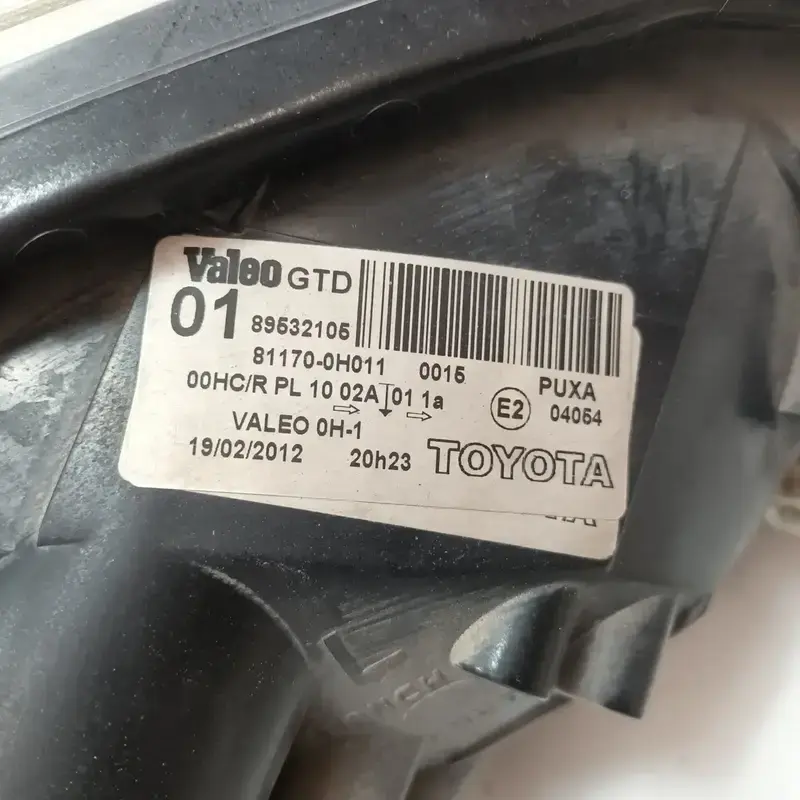 Valeo GTD
01 89532105
81170-0H011 0015
00HC/R PL 10 02A 01 1a
E2
PUXA
04054
VALEO 0H-1
19/02/2012 20h23
TOYOTA
L